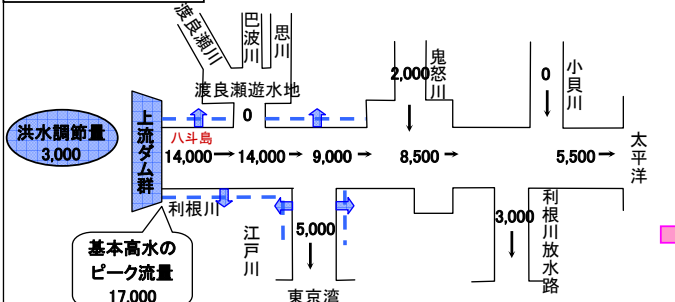 渡良瀬川
巴波川
思川
鬼怒川
小貝川
渡良瀬遊水地
0
2,000
0
洪水調節量
3,000
上流ダム群
八斗島
14,000
14,000
9,000
8,500
5,500
太平洋
利根川
基本高水の
ピーク流量
17,000
江戸川
5,000
東京湾
3,000
利根川放水路